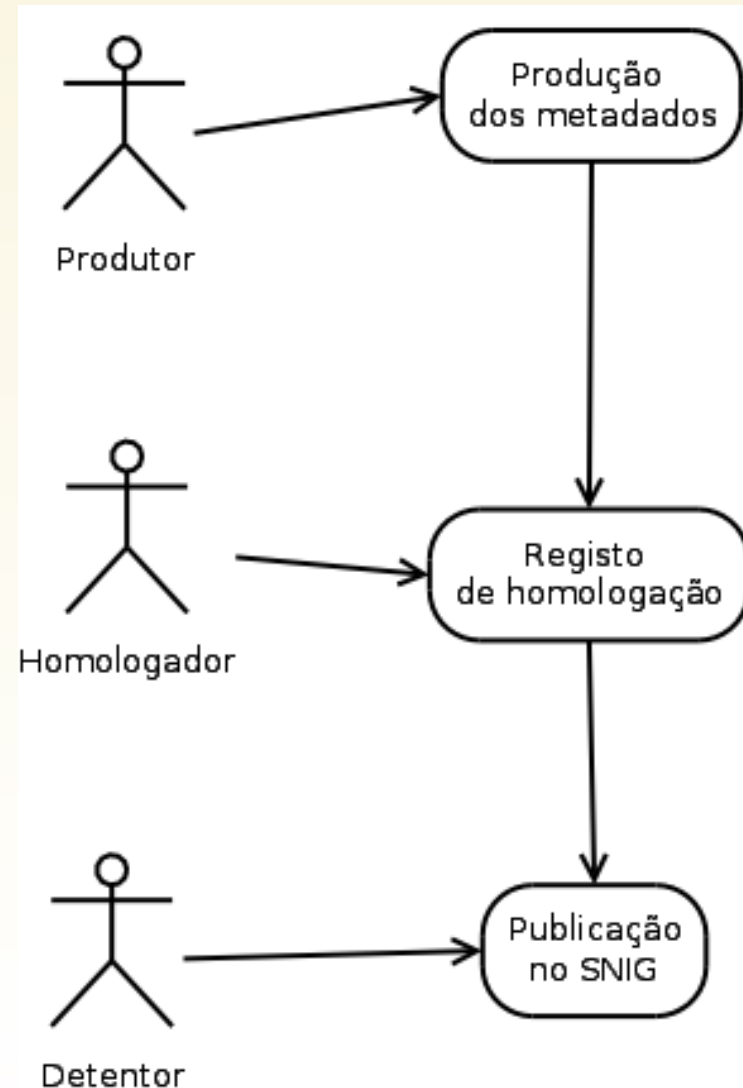 Produção
dos metadados
Produtor
Registo
de homologação
Homologador
Publicação
no SNIG
Detentor